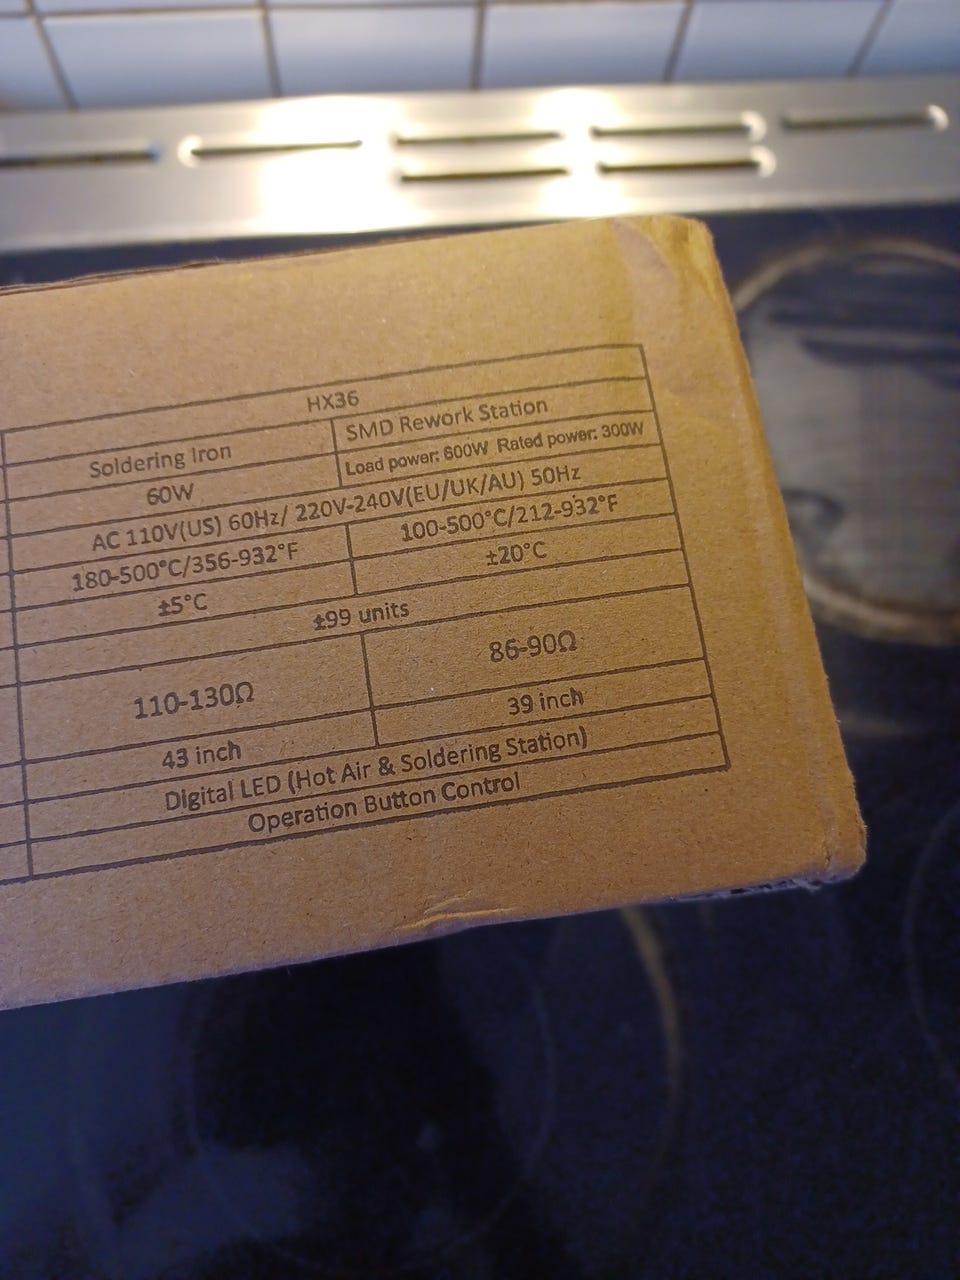 HX36
Soldering Iron
SMD Rework Station
60W
Load power: 600W Rated power: 300W
AC 110V(US) 60Hz/ 220V-240V(EU/UK/AU) 50Hz
180-500°C/356-932°F
100-500°C/212-932°F
±5°C
±20°C
±99 units
110-130Ω
86-90Ω
43 inch
39 inch
Digital LED (Hot Air & Soldering Station)
Operation Button Control